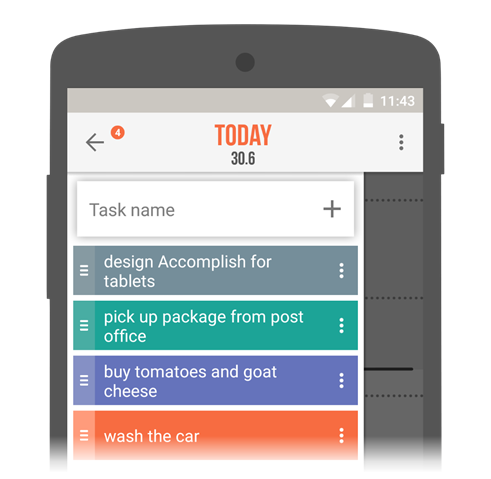 11:43
4
TODAY
30.6
Task name
design Accomplish for
tablets
pick up package from post
office
buy tomatoes and goat
cheese
wash the car